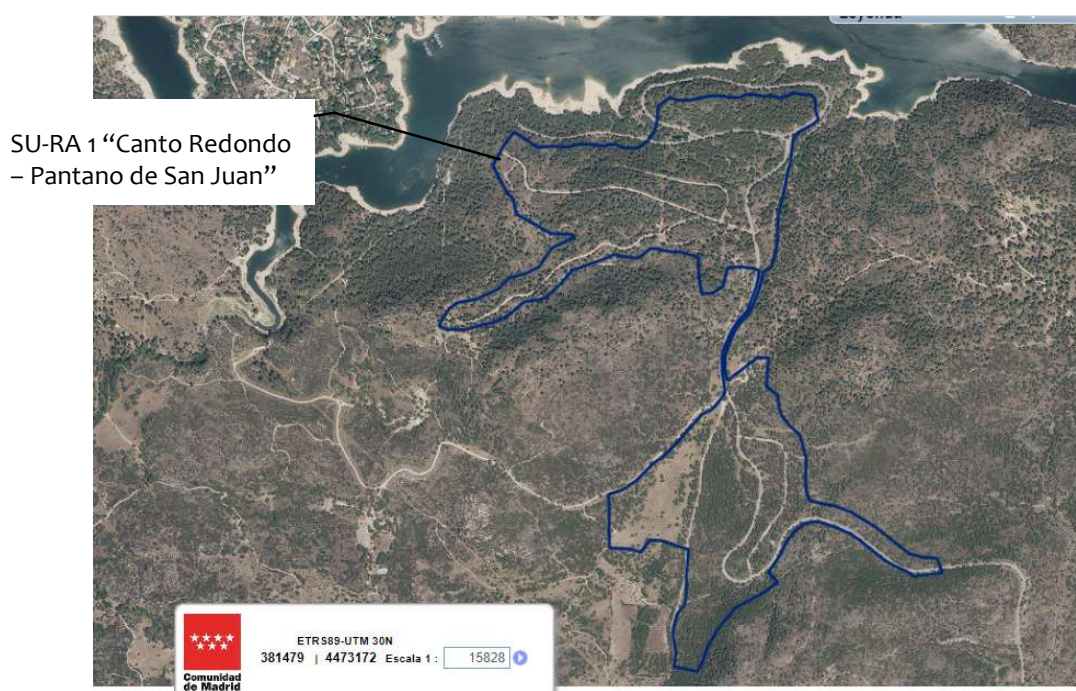 SU-RA 1 “Canto Redondo
– Pantano de San Juan”
ETRS89-UTM 30N
381479 | 4473172 Escala 1 : 15828
Comunidad
de Madrid